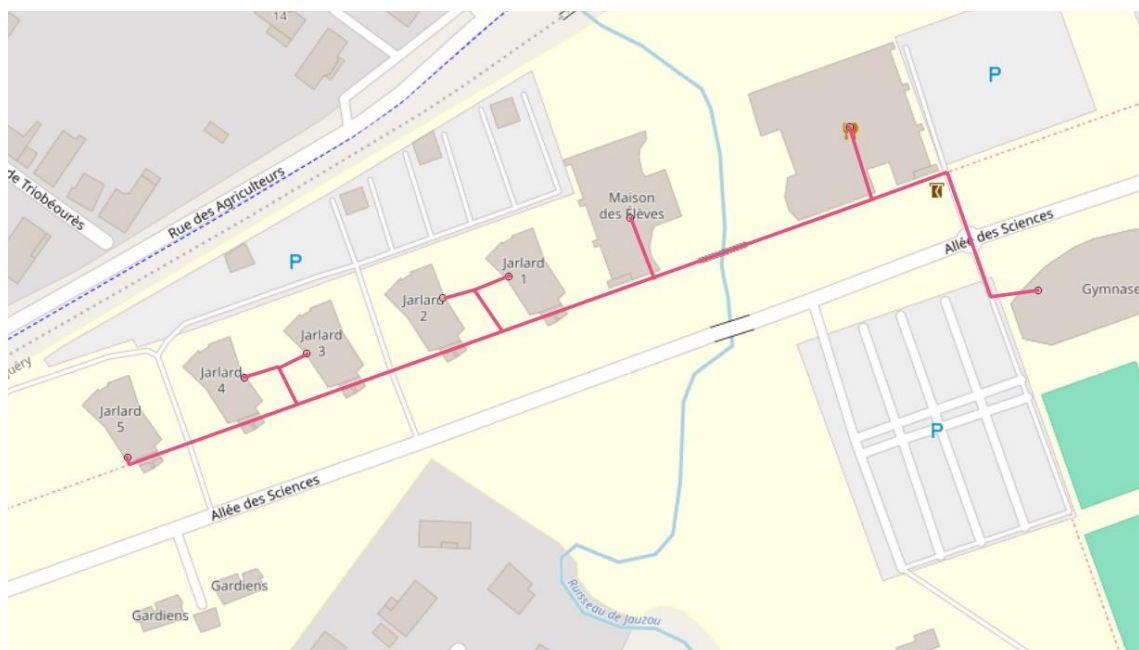 14
P
Rue des Agriculteurs
de Triobéourès
P
Maison
des Élèves
Allée des Sciences
Jarlard
1
Jarlard
2
Gymnase
Jarlard
3
Jarlard
4
Jarlard
5
P
Allée des Sciences
Gardiens
Gardiens
Ruisseau de Jauzou